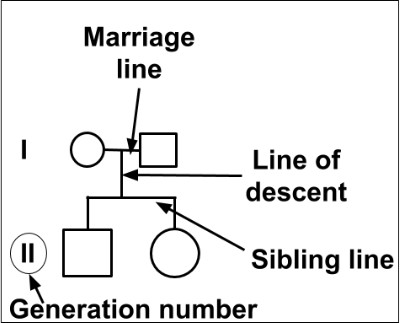 Marriage
line
I
Line of
descent
Sibling line
II
Generation number